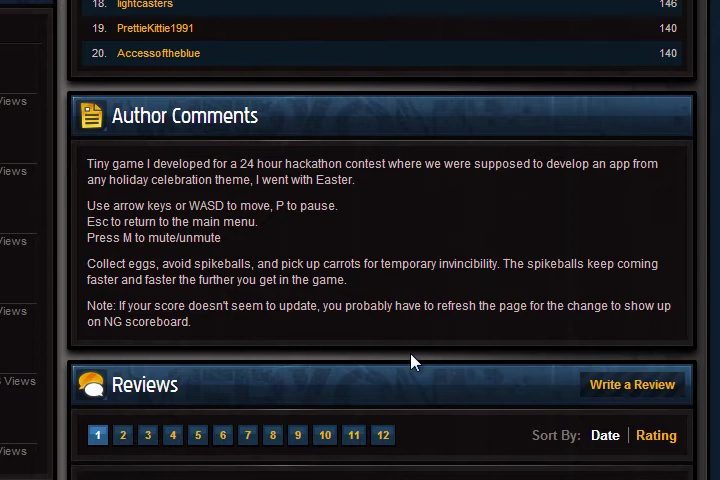 18. lightcasters 146
19. PrettieKittie1991 140
20. Accessoftheblue 140
Views
Author Comments
Views
Tiny game I developed for a 24 hour hackathon contest where we were supposed to develop an app from
any holiday celebration theme, I went with Easter.
Use arrow keys or WASD to move, P to pause.
Esc to return to the main menu.
Press M to mute/unmute
Views
Collect eggs, avoid spikeballs, and pick up carrots for temporary invincibility. The spikeballs keep coming
faster and faster the further you get in the game.
Note: If your score doesn't seem to update, you probably have to refresh the page for the change to show up
on NG scoreboard.
Views
Views
Reviews
Write a Review
1 2 3 4 5 6 7 8 9 10 11 12
Sort By: Date | Rating
Views